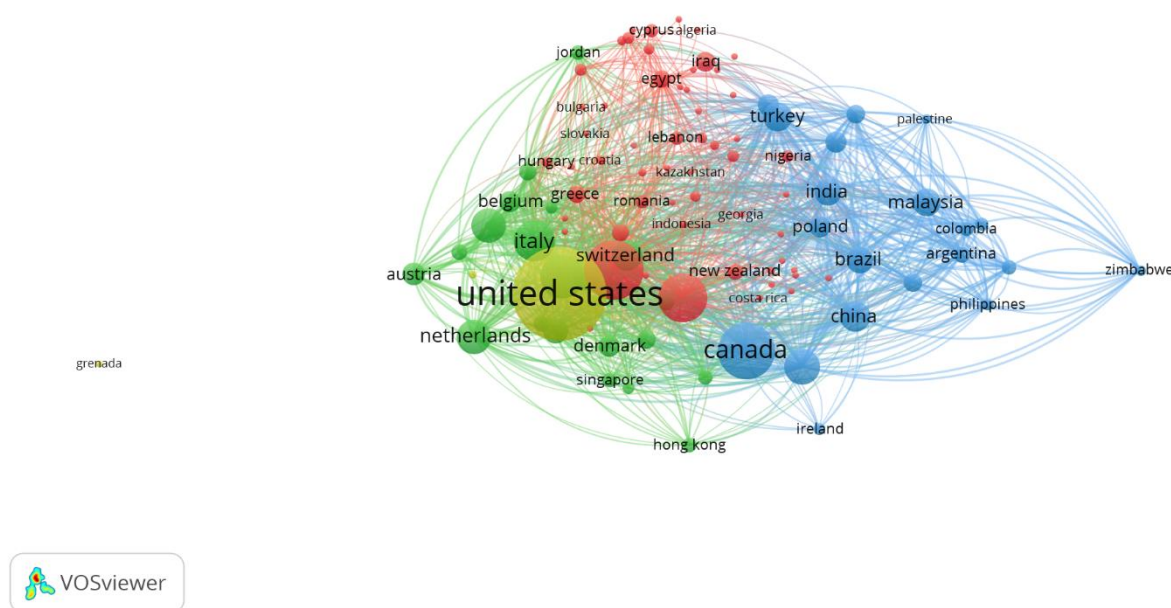 cyprus
algeria
jordan
iraq
egypt
bulgaria
turkey
palestine
slovakia
lebanon
hungary
croatia
nigeria
kazakhstan
belgium
greece
romania
india
malaysia
indonesia
georgia
poland
colombia
italy
switzerland
brazil
argentina
austria
new zealand
zimbabwe
united states
costa rica
philippines
china
netherlands
denmark
canada
grenada
singapore
ireland
hong kong
VOSviewer